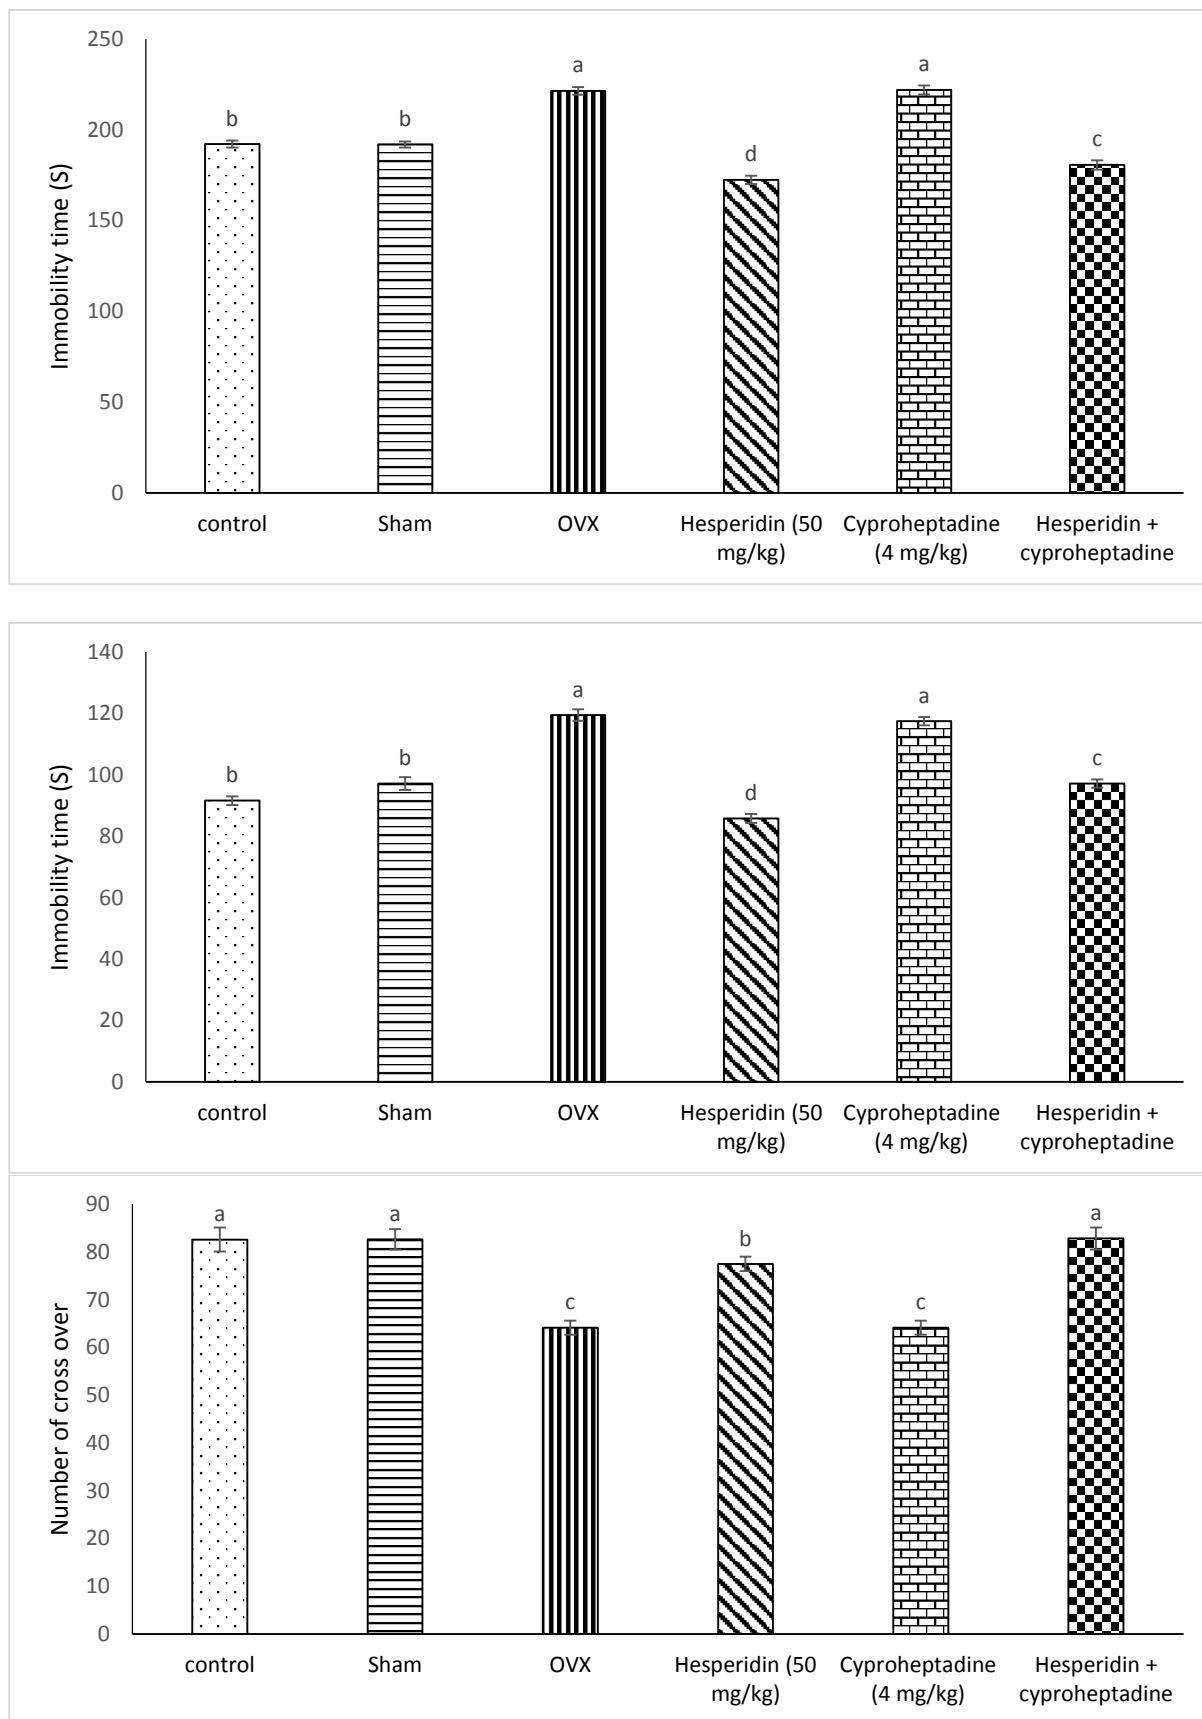 250
200
150
100
50
0
Immobility time (S)
b
b
a
d
a
c
control
Sham
OVX
Hesperidin (50
mg/kg)
Cyproheptadine
(4 mg/kg)
Hesperidin +
cyproheptadine
140
120
100
80
60
40
20
0
Immobility time (S)
b
b
a
d
a
c
control
Sham
OVX
Hesperidin (50
mg/kg)
Cyproheptadine
(4 mg/kg)
Hesperidin +
cyproheptadine
90
80
70
60
50
40
30
20
10
0
Number of cross over
a
a
c
b
c
a
control
Sham
OVX
Hesperidin (50
mg/kg)
Cyproheptadine
(4 mg/kg)
Hesperidin +
cyproheptadine